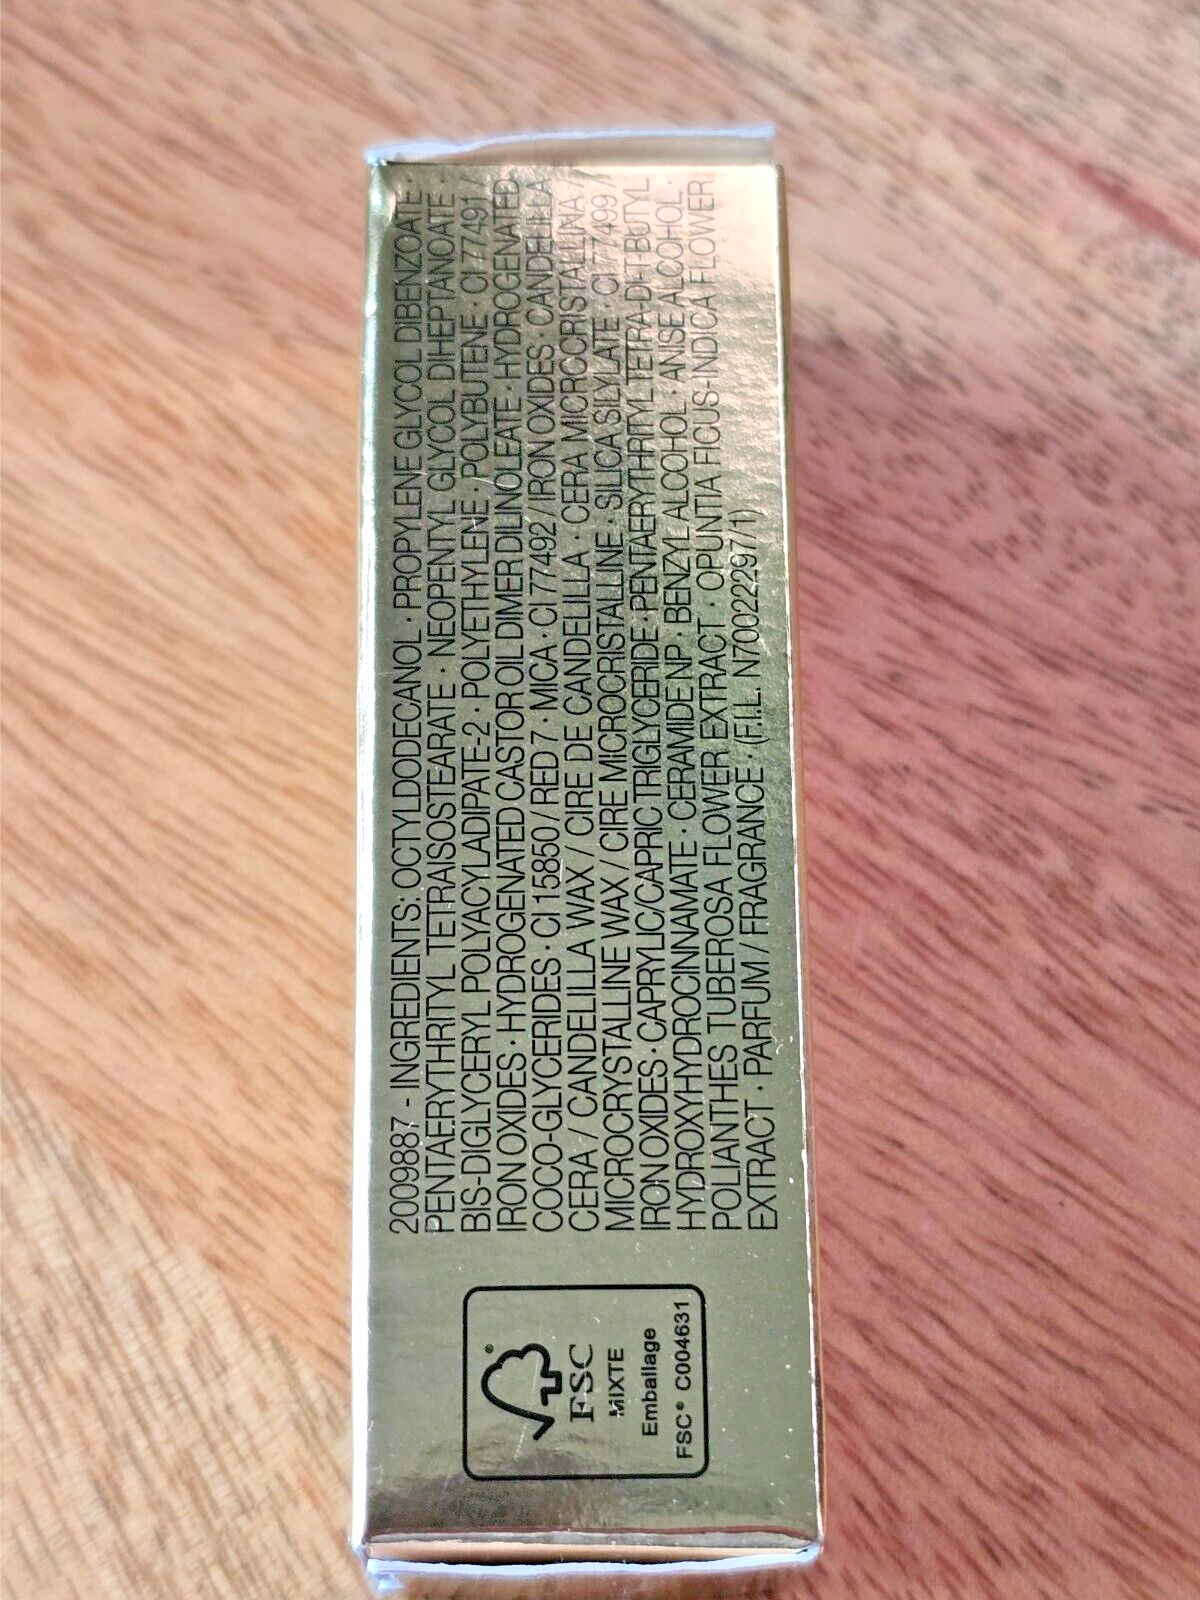 2009887 - INGREDIENTS: OCTYLDODECANOL · PROPYLENE GLYCOL DIBENZOATE ·
PENTAERYTHRITYL TETRAISOSTEARATE · NEOPENTYL GLYCOL DIHEPTANOATE ·
BIS-DIGLYCERYL POLYACYLADIPATE-2 · POLYETHYLENE · POLYBUTENE · CI 77491 /
IRON OXIDES · HYDROGENATED CASTOR OIL DIMER DILINOLEATE · HYDROGENATED
COCO-GLYCERIDES · CI 15850 / RED 7 · MICA · CI 77492 / IRON OXIDES · CANDELILLA
CERA / CANDELILLA WAX / CIRE DE CANDELILLA · CERA MICROCRISTALLINA /
MICROCRYSTALLINE WAX / CIRE MICROCRISTALLINE · SILICA SILYLATE · CI 77499 /
IRON OXIDES · CAPRYLIC/CAPRIC TRIGLYCERIDE · PENTAERYTHRITYL TETRA-DI-T-BUTYL
HYDROXYHYDROCINNAMATE · CERAMIDE NP · BENZYL ALCOHOL · ANISE ALCOHOL ·
POLIANTHES TUBEROSA FLOWER EXTRACT · OPUNTIA FICUS-INDICA FLOWER
EXTRACT · PARFUM / FRAGRANCE · (F.I.L. N70022297/1)
®
FSC
MIXTE
Emballage
FSC® C004631